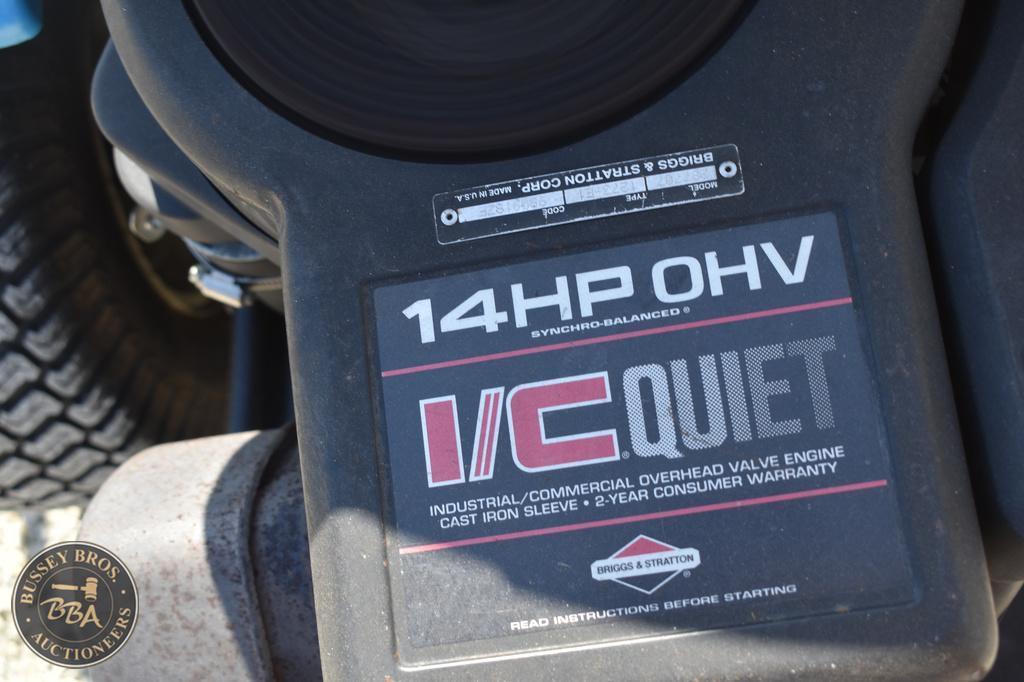 BRIGGS & STRATTON CORP. MADE IN U.S.A.
MODEL TYPE CODE
14HP OHV
SYNCHRO-BALANCED ®
I/C® QUIET
INDUSTRIAL/COMMERCIAL OVERHEAD VALVE ENGINE
CAST IRON SLEEVE • 2-YEAR CONSUMER WARRANTY
BRIGGS & STRATTON ®
READ INSTRUCTIONS BEFORE STARTING
BUSSEY BROS.
BBA
AUCTIONEERS